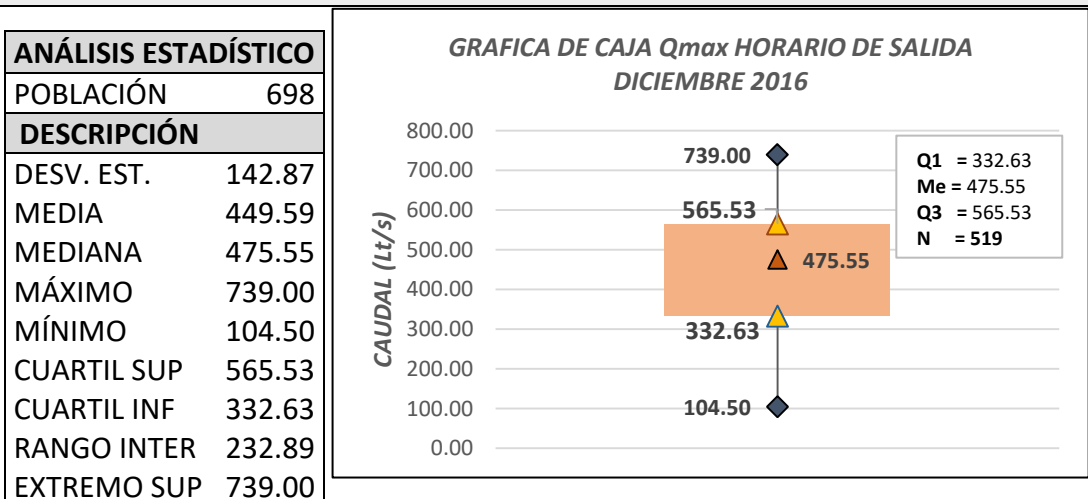 ANÁLISIS ESTADÍSTICO
POBLACIÓN 698
DESCRIPCIÓN
DESV. EST. 142.87
MEDIA 449.59
MEDIANA 475.55
MÁXIMO 739.00
MÍNIMO 104.50
CUARTIL SUP 565.53
CUARTIL INF 332.63
RANGO INTER 232.89
EXTREMO SUP 739.00
GRAFICA DE CAJA Qmax HORARIO DE SALIDA
DICIEMBRE 2016
CAUDAL (Lt/s)
800.00
700.00
600.00
500.00
400.00
300.00
200.00
100.00
0.00
739.00
565.53
475.55
332.63
104.50
Q1 = 332.63
Me = 475.55
Q3 = 565.53
N = 519